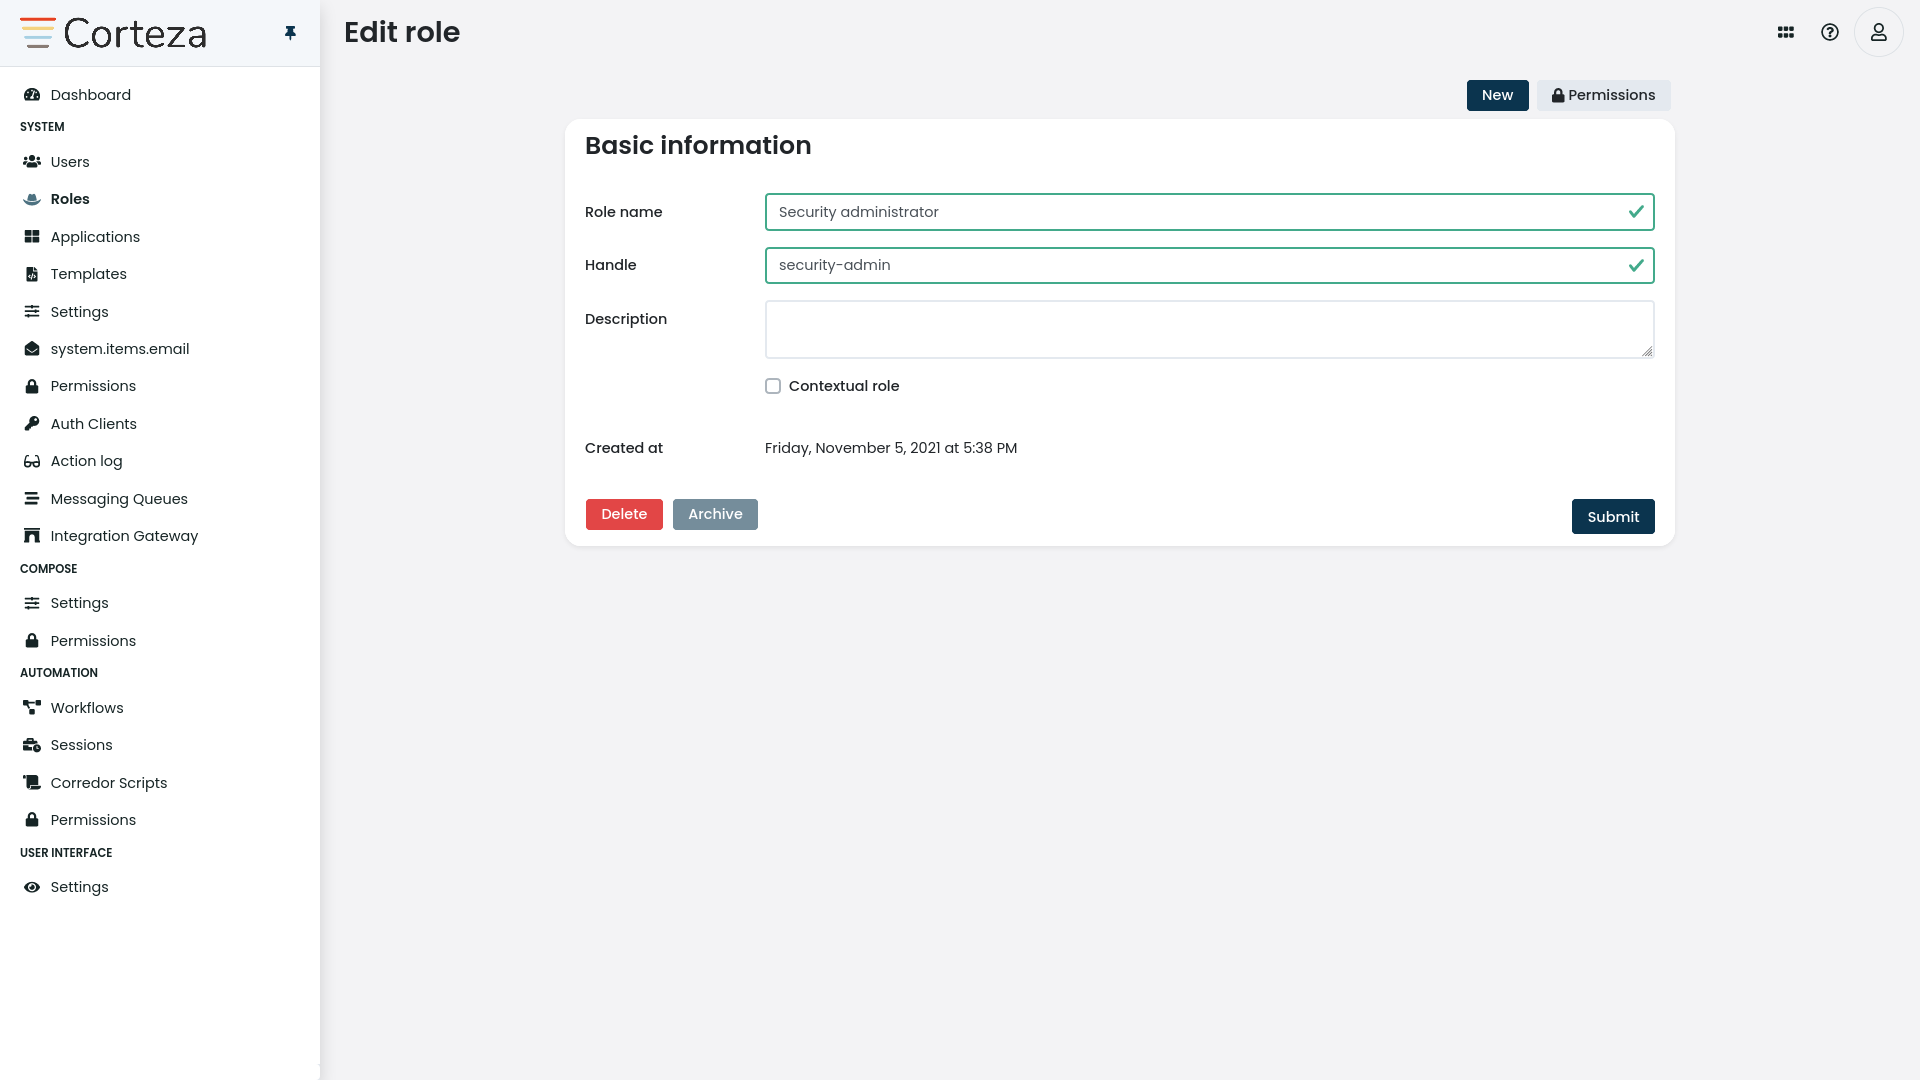 Corteza
Edit role
Dashboard
SYSTEM
Users
Roles
Applications
Templates
Settings
system.items.email
Permissions
Auth Clients
Action log
Messaging Queues
Integration Gateway
COMPOSE
Settings
Permissions
AUTOMATION
Workflows
Sessions
Corredor Scripts
Permissions
USER INTERFACE
Settings
New
Permissions
Basic information
Role name
Security administrator
Handle
security-admin
Description
Contextual role
Created at
Friday, November 5, 2021 at 5:38 PM
Delete
Archive
Submit